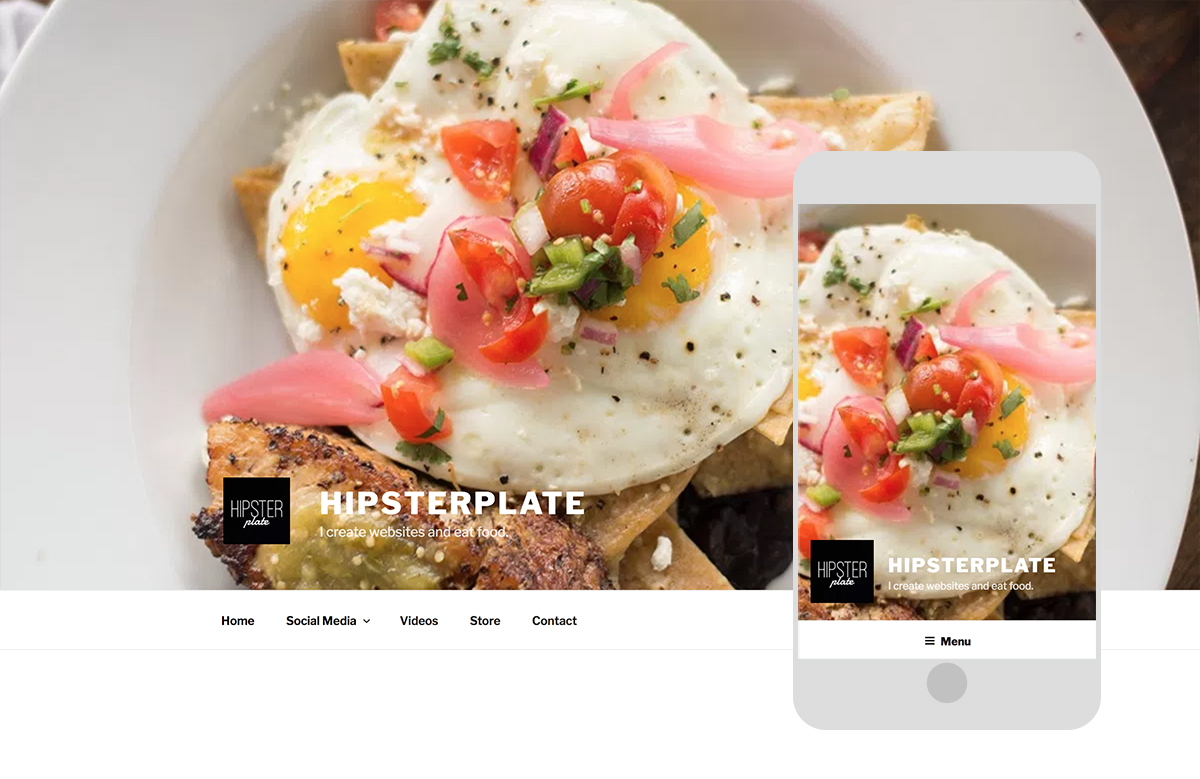 HIPSTER
plate
HIPSTERPLATE
I create websites and eat food.
Home
Social Media
Videos
Store
Contact
HIPSTER
plate
HIPSTERPLATE
I create websites and eat food.
Menu